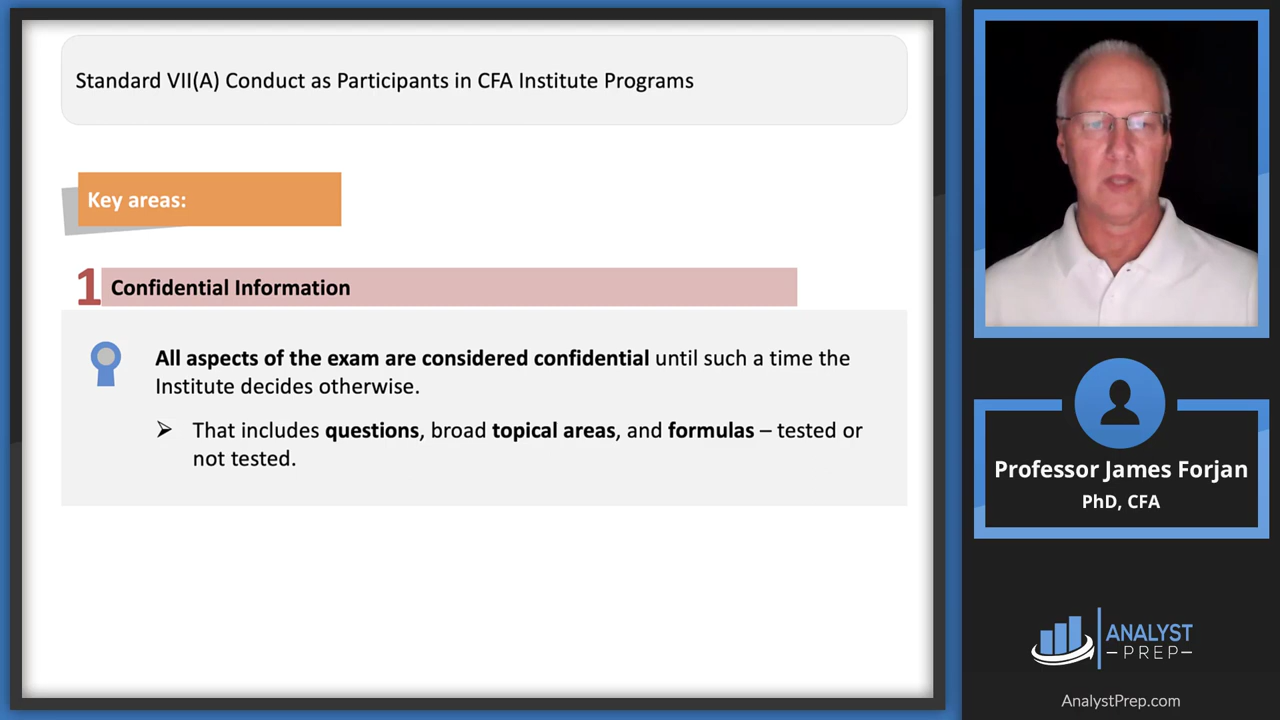 Standard VII(A) Conduct as Participants in CFA Institute Programs
Key areas:
1 Confidential Information
All aspects of the exam are considered confidential until such a time the
Institute decides otherwise.
➢ That includes questions, broad topical areas, and formulas – tested or
not tested.
Professor James Forjan
PhD, CFA
ANALYST
—PREP—
AnalystPrep.com